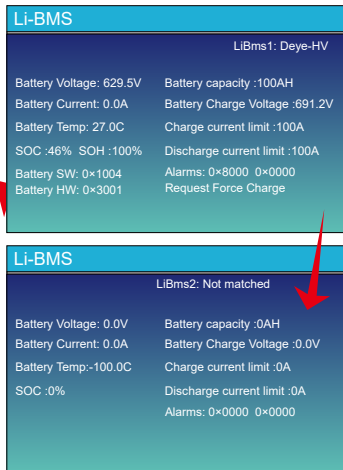 Li-BMS
LiBms1: Deye-HV
Battery Voltage: 629.5V Battery capacity :100AH
Battery Current: 0.0A Battery Charge Voltage :691.2V
Battery Temp: 27.0C Charge current limit :100A
SOC :46% SOH :100% Discharge current limit :100A
Battery SW: 0×1004 Alarms: 0×8000 0×0000
Battery HW: 0×3001 Request Force Charge
Li-BMS
LiBms2: Not matched
Battery Voltage: 0.0V Battery capacity :0AH
Battery Current: 0.0A Battery Charge Voltage :0.0V
Battery Temp:-100.0C Charge current limit :0A
SOC :0% Discharge current limit :0A
Alarms: 0×0000 0×0000